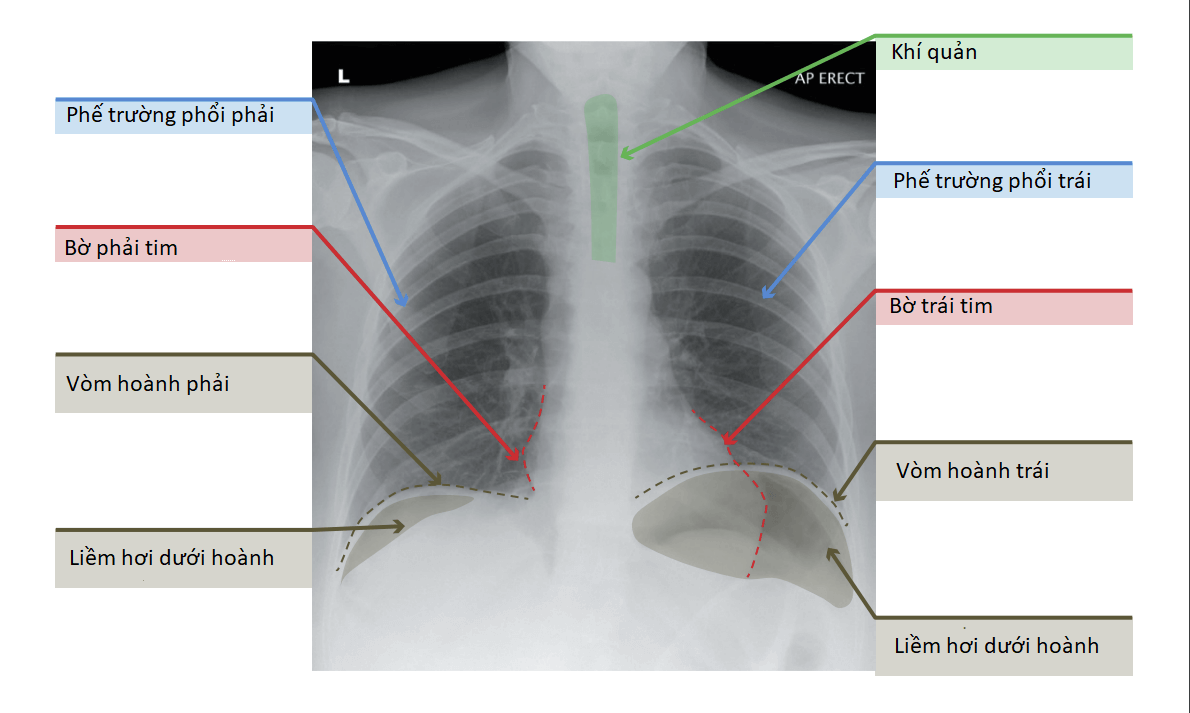 Khí quản
L
AP ERECT
Phế trường phổi phải
Phế trường phổi trái
Bờ phải tim
Bờ trái tim
Vòm hoành phải
Vòm hoành trái
Liềm hơi dưới hoành
Liềm hơi dưới hoành